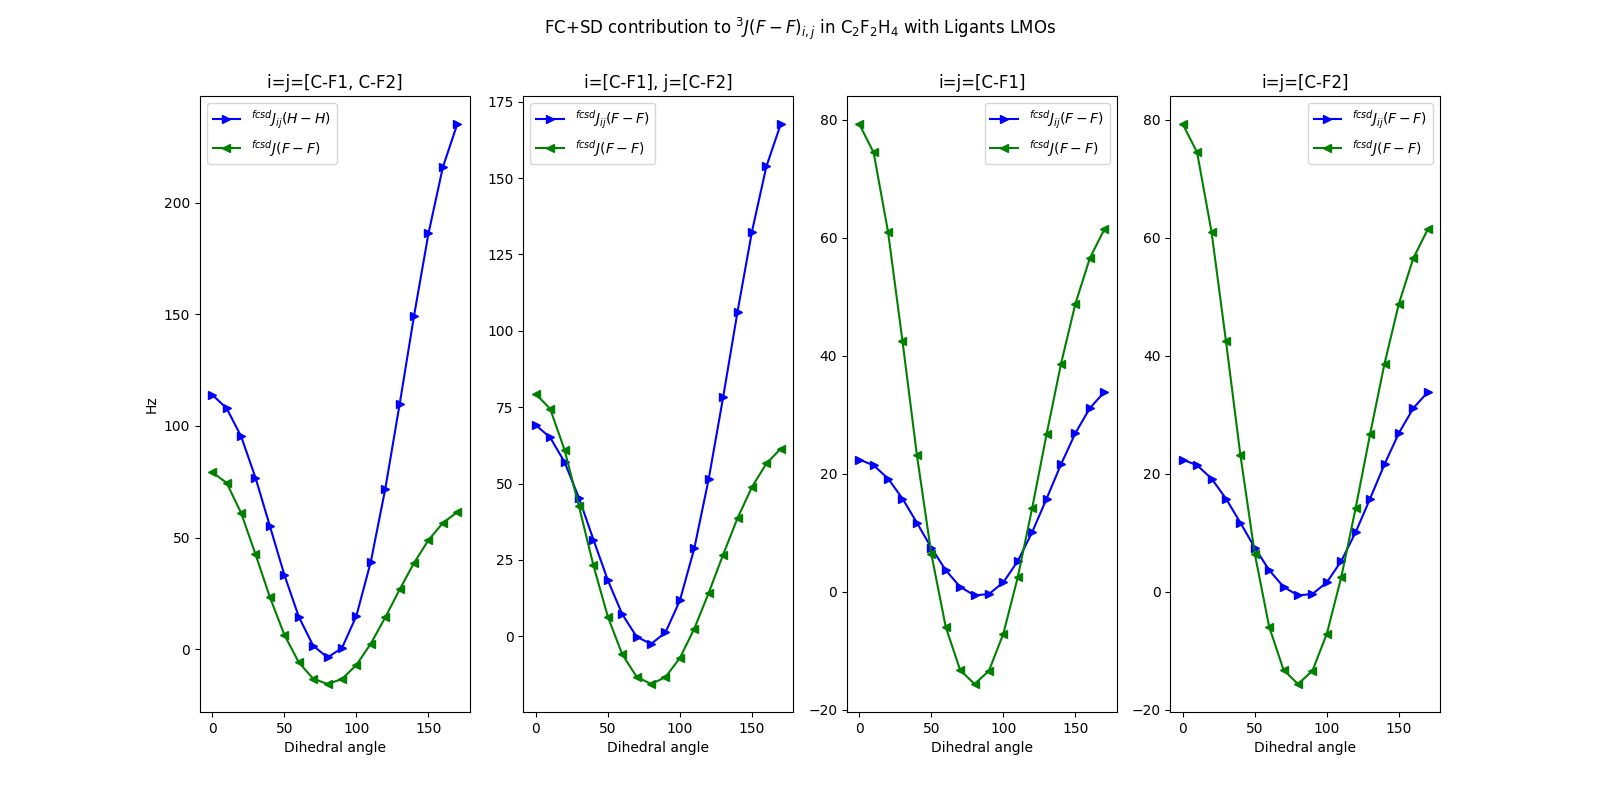 FC+SD contribution to ³J(F − F)i,j in C₂F₂H₄ with Ligants LMOs
i=j=[C-F1, C-F2]
fcsdJij(H − H)
fcsdJ(F − F)
200
150
100
50
0
Hz
0 50 100 150
Dihedral angle
i=[C-F1], j=[C-F2]
fcsdJij(F − F)
fcsdJ(F − F)
175
150
125
100
75
50
25
0
0 50 100 150
Dihedral angle
i=j=[C-F1]
fcsdJij(F − F)
fcsdJ(F − F)
80
60
40
20
0
−20
0 50 100 150
Dihedral angle
i=j=[C-F2]
fcsdJij(F − F)
fcsdJ(F − F)
80
60
40
20
0
−20
0 50 100 150
Dihedral angle